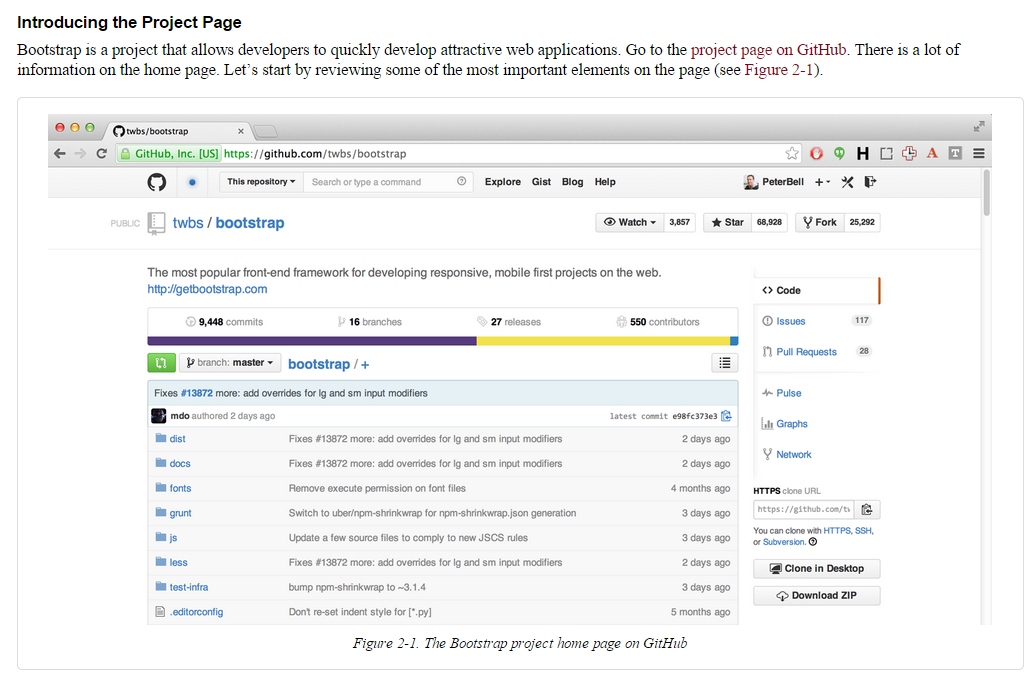 Introducing the Project Page
Bootstrap is a project that allows developers to quickly develop attractive web applications. Go to the project page on GitHub. There is a lot of
information on the home page. Let’s start by reviewing some of the most important elements on the page (see Figure 2-1).
twbs/bootstrap
GitHub, Inc. [US] https://github.com/twbs/bootstrap
This repository Search or type a command Explore Gist Blog Help PeterBell
PUBLIC twbs / bootstrap Watch 3,857 Star 68,928 Fork 25,292
The most popular front-end framework for developing responsive, mobile first projects on the web.
http://getbootstrap.com
9,448 commits 16 branches 27 releases 550 contributors
branch: master bootstrap / +
Fixes #13872 more: add overrides for lg and sm input modifiers
mdo authored 2 days ago latest commit e98fc373e3
dist Fixes #13872 more: add overrides for lg and sm input modifiers 2 days ago
docs Fixes #13872 more: add overrides for lg and sm input modifiers 2 days ago
fonts Remove execute permission on font files 4 months ago
grunt Switch to uber/npm-shrinkwrap for npm-shrinkwrap.json generation 3 days ago
js Update a few source files to comply to new JSCS rules 3 days ago
less Fixes #13872 more: add overrides for lg and sm input modifiers 2 days ago
test-infra bump npm-shrinkwrap to ~3.1.4 3 days ago
.editorconfig Don't re-set indent style for [*.py] 5 months ago
Code
Issues 117
Pull Requests 28
Pulse
Graphs
Network
HTTPS clone URL
https://github.com/tw
You can clone with HTTPS, SSH,
or Subversion.
Clone in Desktop
Download ZIP
Figure 2-1. The Bootstrap project home page on GitHub